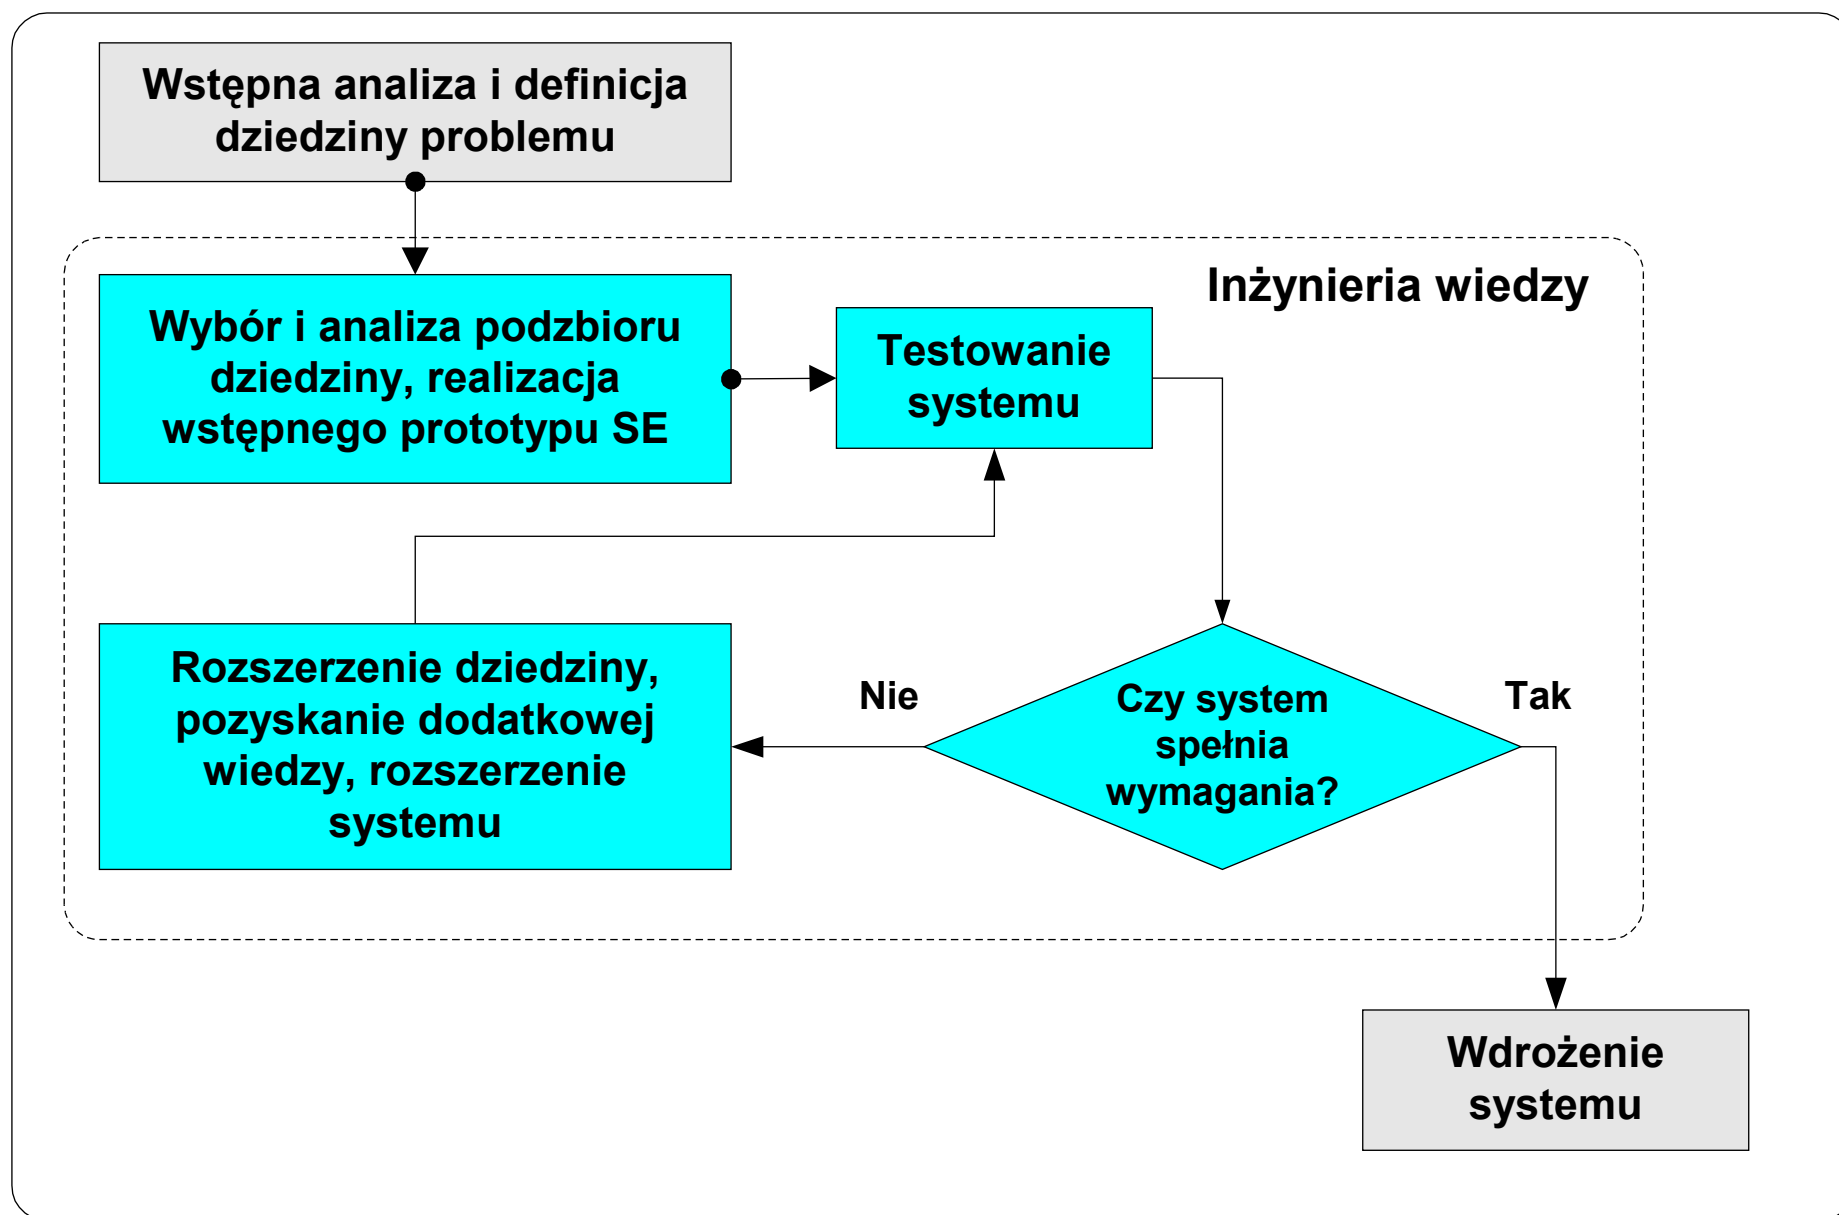 Wstępna analiza i definicja
dziedziny problemu
Inżynieria wiedzy
Wybór i analiza podzbioru
dziedziny, realizacja
wstępnego prototypu SE
Testowanie
systemu
Rozszerzenie dziedziny,
pozyskanie dodatkowej
wiedzy, rozszerzenie
systemu
Nie
Czy system
spełnia
wymagania?
Tak
Wdrożenie
systemu